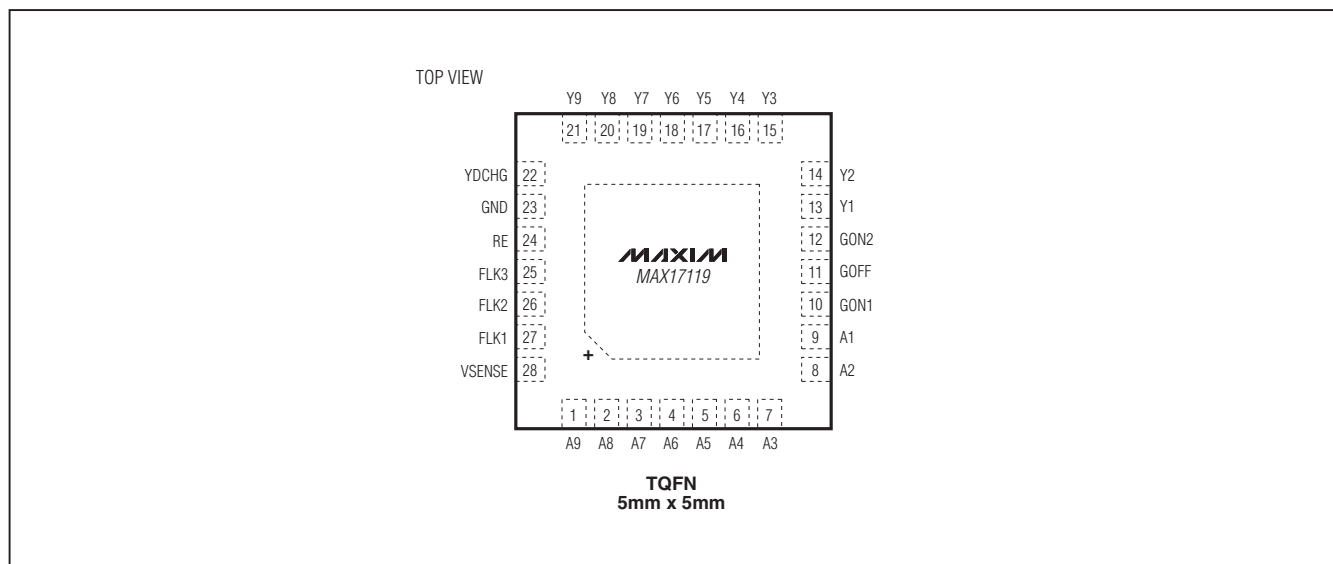 TOP VIEW
Y9 Y8 Y7 Y6 Y5 Y4 Y3
21 20 19 18 17 16 15
YDCHG 22
GND 23
RE 24
FLK3 25
FLK2 26
FLK1 27
VSENSE 28
14 Y2
13 Y1
12 GON2
11 GOFF
10 GON1
9 A1
8 A2
MAXIM
MAX17119
+
1 2 3 4 5 6 7
A9 A8 A7 A6 A5 A4 A3
TQFN
5mm x 5mm